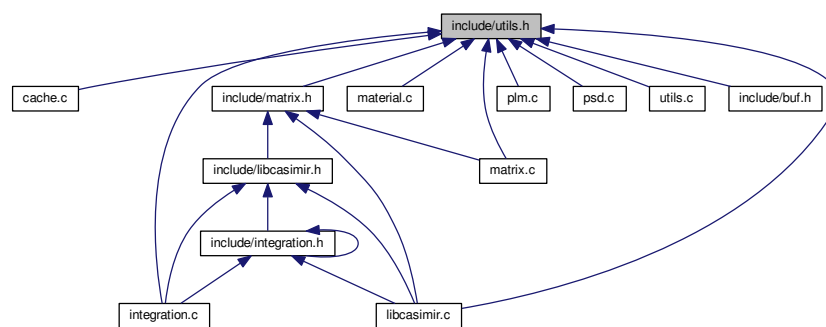 include/utils.h
cache.c
include/matrix.h
material.c
plm.c
psd.c
utils.c
include/buf.h
include/libcasimir.h
matrix.c
include/integration.h
integration.c
libcasimir.c